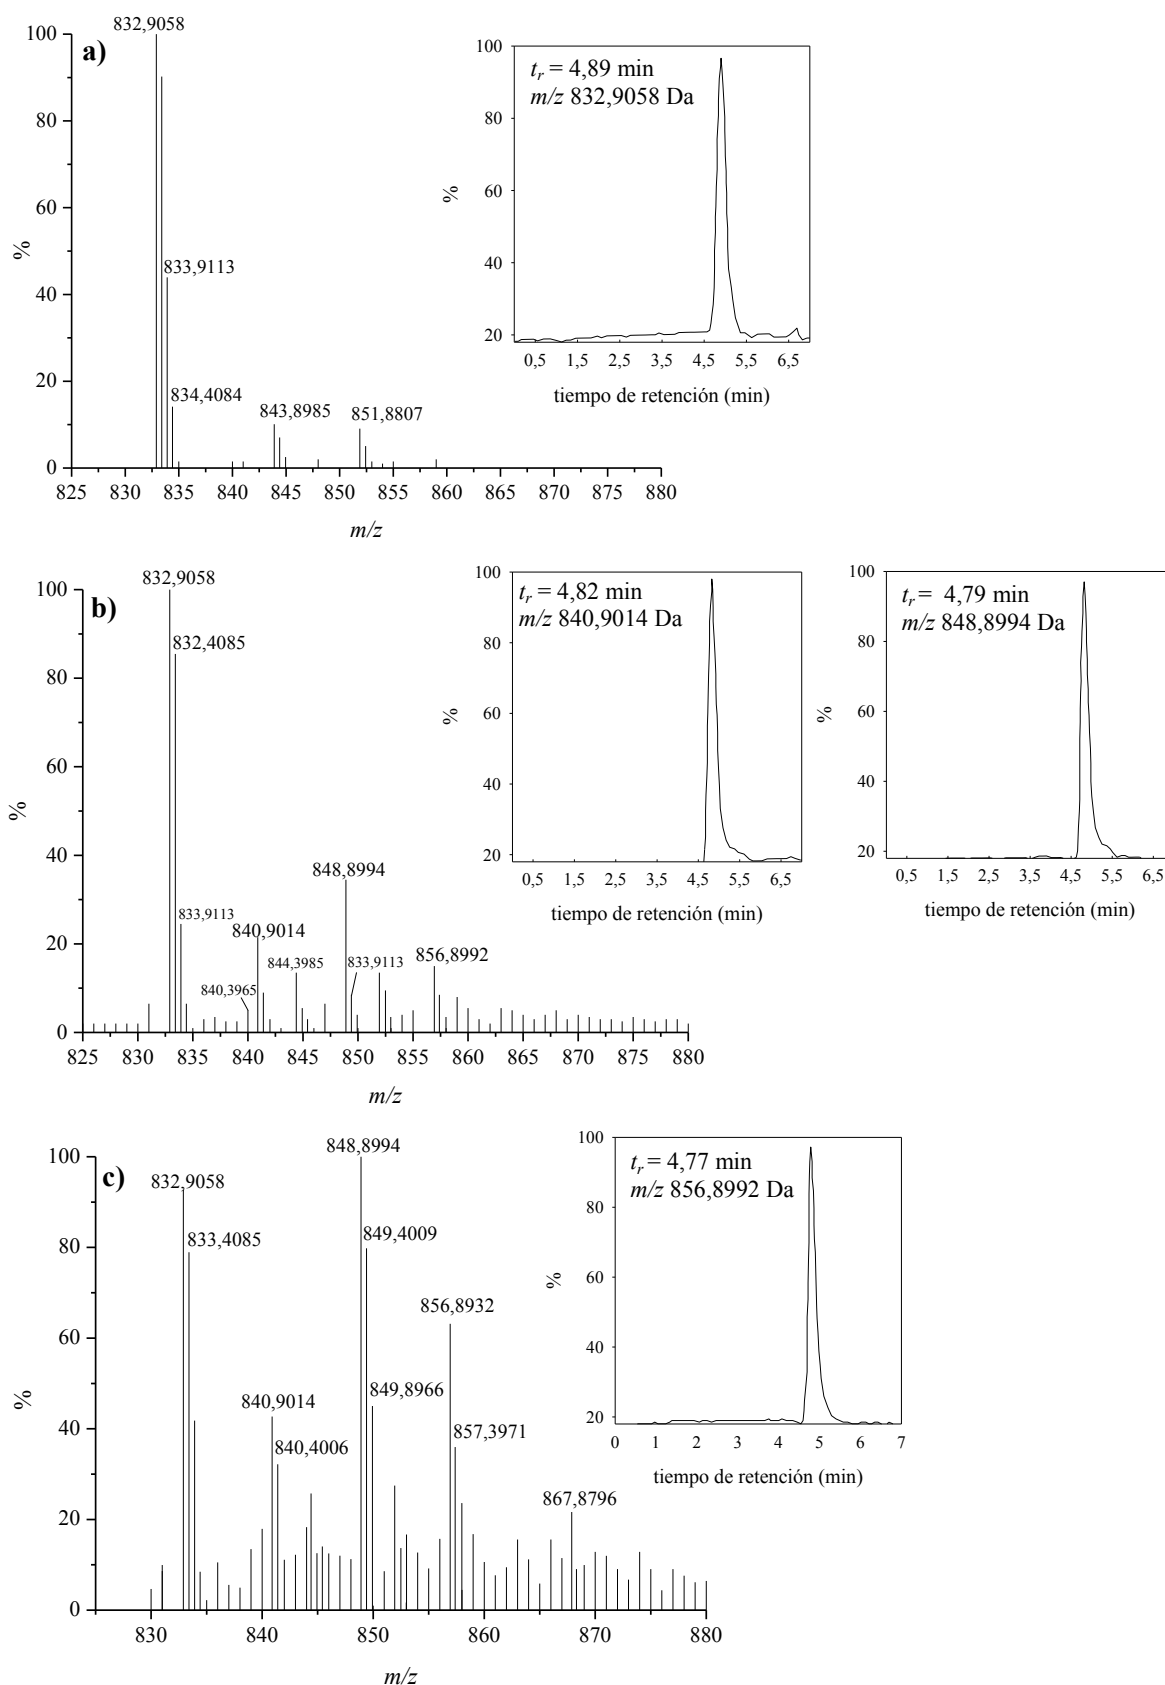 a)
832,9058
833,9113
834,4084
843,8985
851,8807
100
80
60
40
20
0
%
825 830 835 840 845 850 855 860 865 870 875 880
m/z
tr = 4,89 min
m/z 832,9058 Da
100
80
60
40
20
%
0,5 1,5 2,5 3,5 4,5 5,5 6,5
tiempo de retención (min)
b)
832,9058
832,4085
833,9113
840,9014
840,3965
844,3985
848,8994
833,9113
856,8992
100
80
60
40
20
0
%
825 830 835 840 845 850 855 860 865 870 875 880
m/z
tr = 4,82 min
m/z 840,9014 Da
100
80
60
40
20
%
0,5 1,5 2,5 3,5 4,5 5,5 6,5
tiempo de retención (min)
tr = 4,79 min
m/z 848,8994 Da
100
80
60
40
20
%
0,5 1,5 2,5 3,5 4,5 5,5 6,5
tiempo de retención (min)
c)
832,9058
833,4085
840,9014
840,4006
848,8994
849,4009
849,8966
856,8932
857,3971
867,8796
100
80
60
40
20
0
%
830 840 850 860 870 880
m/z
tr = 4,77 min
m/z 856,8992 Da
100
80
60
40
20
%
0 1 2 3 4 5 6 7
tiempo de retención (min)